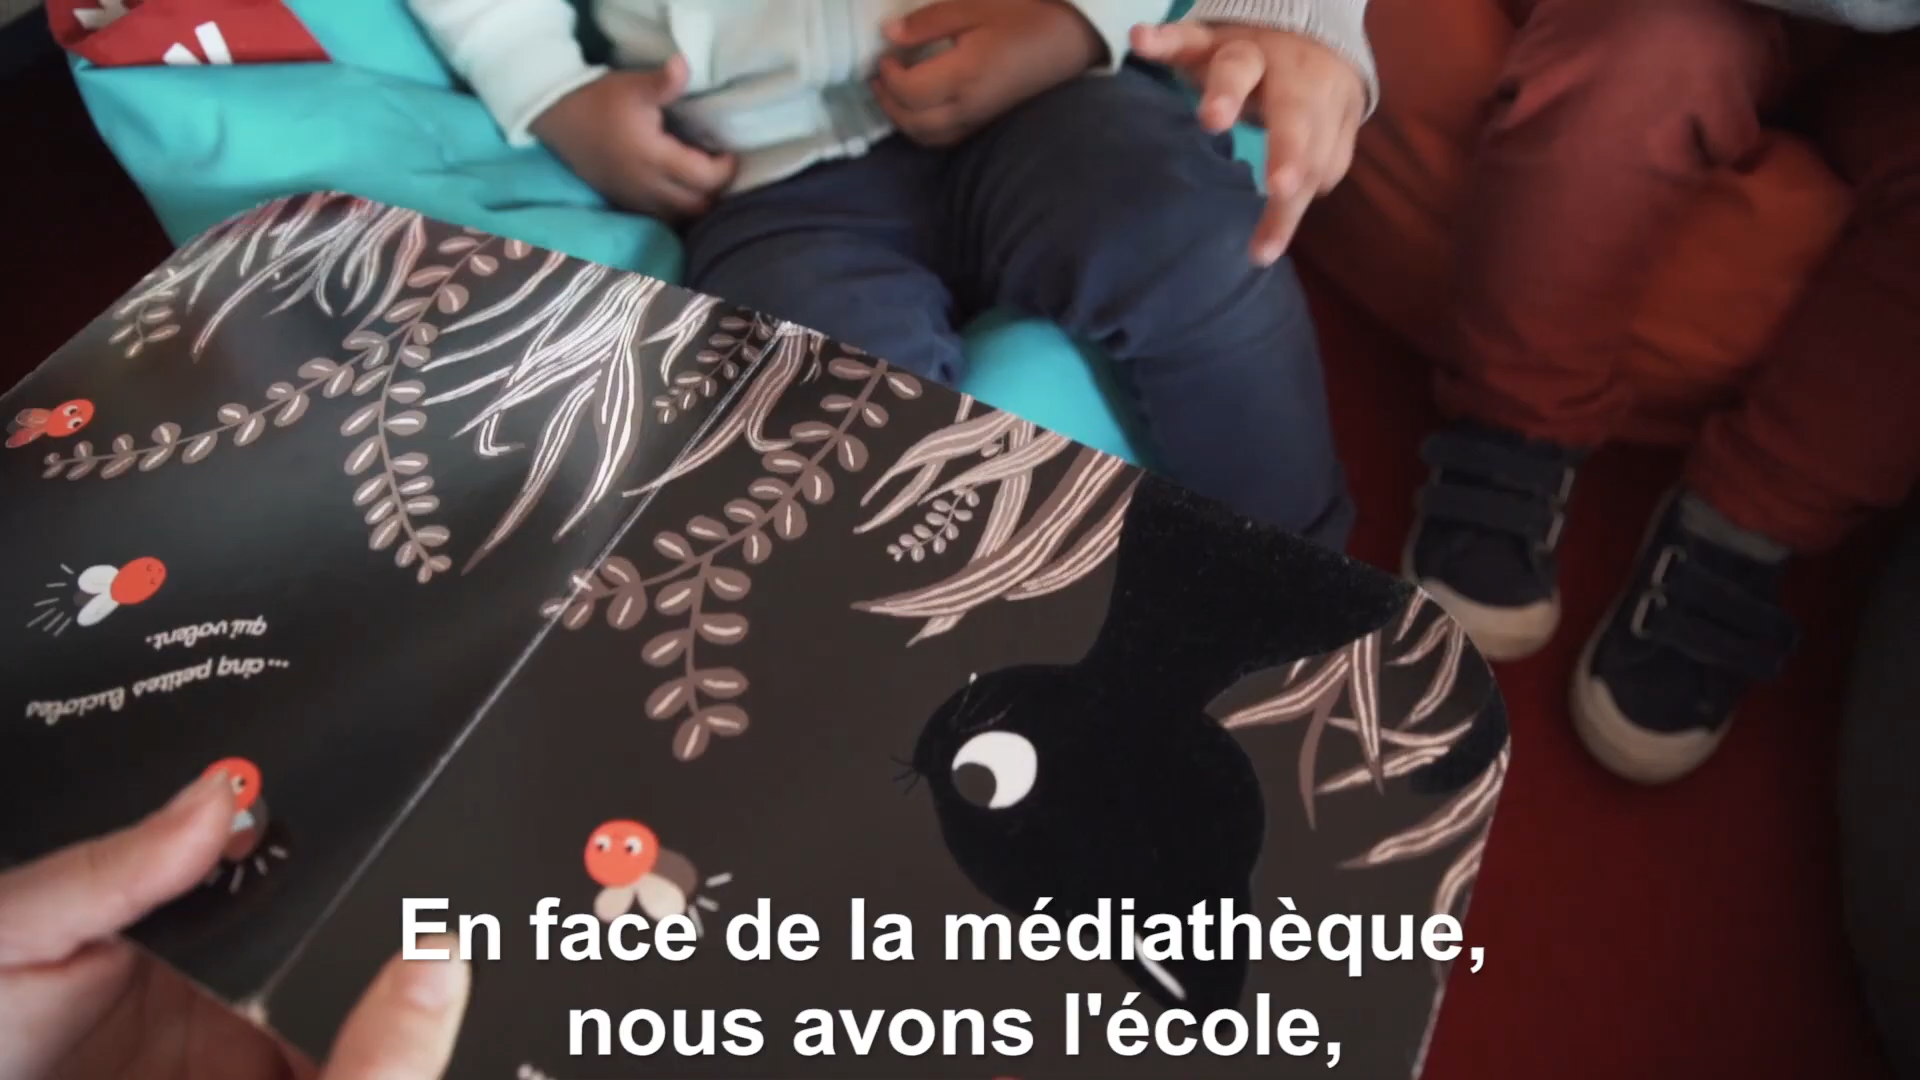 ...cinq petites lucioles
qui volent.
En face de la médiathèque,
nous avons l'école,